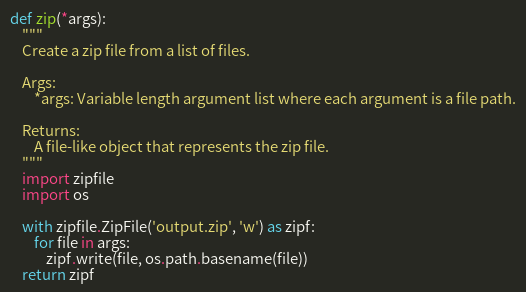 def zip(*args):
    """
    Create a zip file from a list of files.

    Args:
        *args: Variable length argument list where each argument is a file path.

    Returns:
        A file-like object that represents the zip file.
    """
    import zipfile
    import os

    with zipfile.ZipFile('output.zip', 'w') as zipf:
        for file in args:
            zipf.write(file, os.path.basename(file))
    return zipf